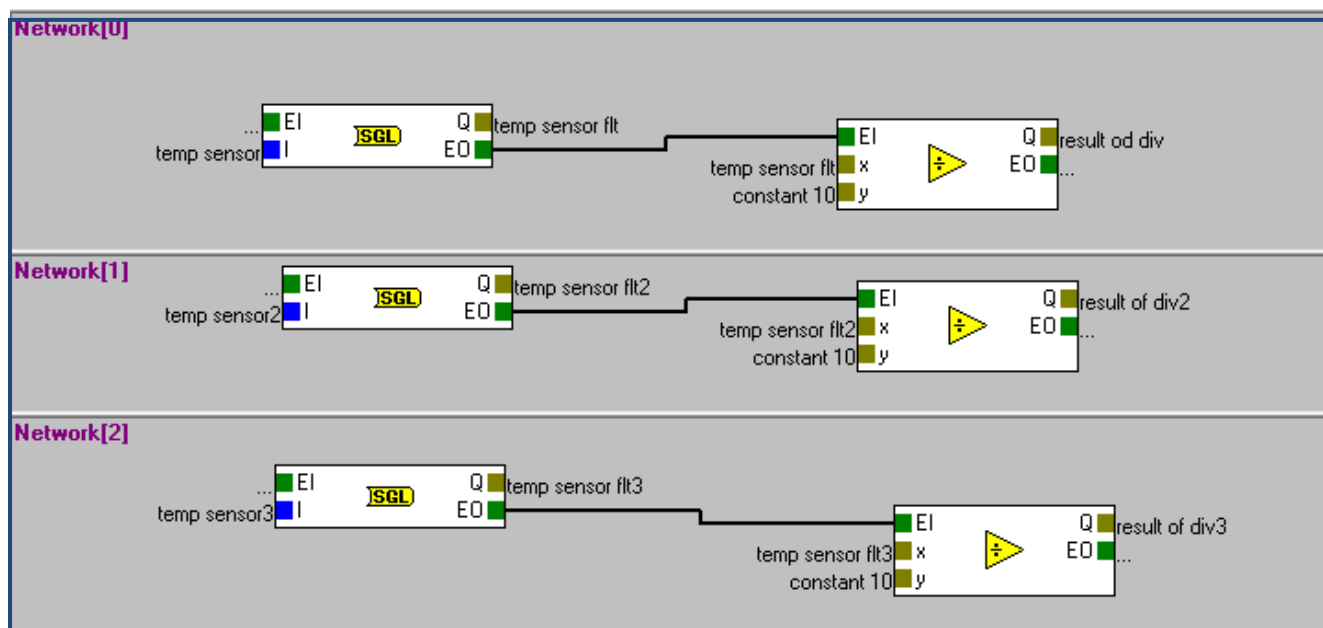 Network[0]
... EI SGL Q temp sensor flt
temp sensor I EO
EI Q result od div
temp sensor flt x ÷ EO ...
constant 10 y
Network[1]
... EI SGL Q temp sensor flt2
temp sensor2 I EO
EI Q result of div2
temp sensor flt2 x ÷ EO ...
constant 10 y
Network[2]
... EI SGL Q temp sensor flt3
temp sensor3 I EO
EI Q result of div3
temp sensor flt3 x ÷ EO ...
constant 10 y